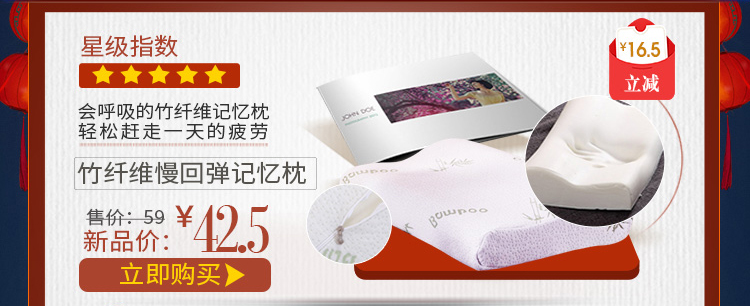 星级指数
会呼吸的竹纤维记忆枕
轻松赶走一天的疲劳
竹纤维慢回弹记忆枕
售价：59
新品价：¥42.5
立即购买
¥16.5
立减
JOHN DOE
Bamboo
Bamboo